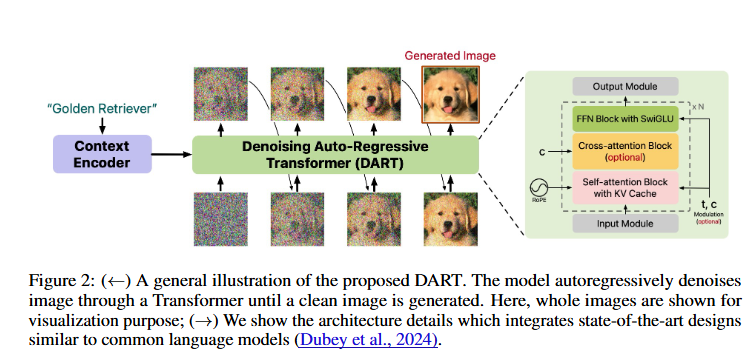 Generated Image
"Golden Retriever"
Context
Encoder
Denoising Auto-Regressive
Transformer (DART)
Output Module
x N
FFN Block with SwiGLU
Cross-attention Block
(optional)
c
Self-attention Block
with KV Cache
RoPE
t, c
Modulation
(optional)
Input Module
Figure 2: (←) A general illustration of the proposed DART. The model autoregressively denoises
image through a Transformer until a clean image is generated. Here, whole images are shown for
visualization purpose; (→) We show the architecture details which integrates state-of-the-art designs
similar to common language models (Dubey et al., 2024).